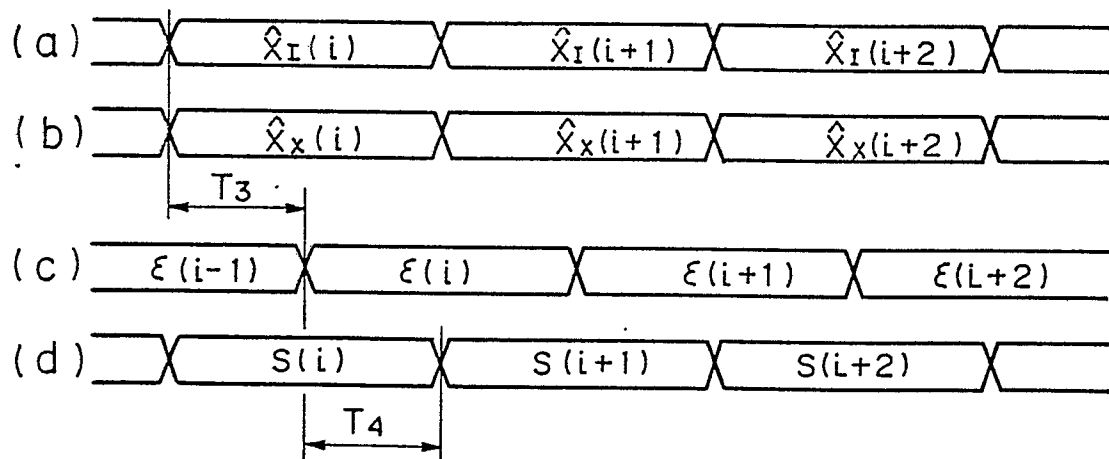 (a) X̂I(i) X̂I(i+1) X̂I(i+2)
(b) X̂x(i) X̂x(i+1) X̂x(i+2)
T3
(c) ε(i-1) ε(i) ε(i+1) ε(i+2)
(d) S(i) S(i+1) S(i+2)
T4